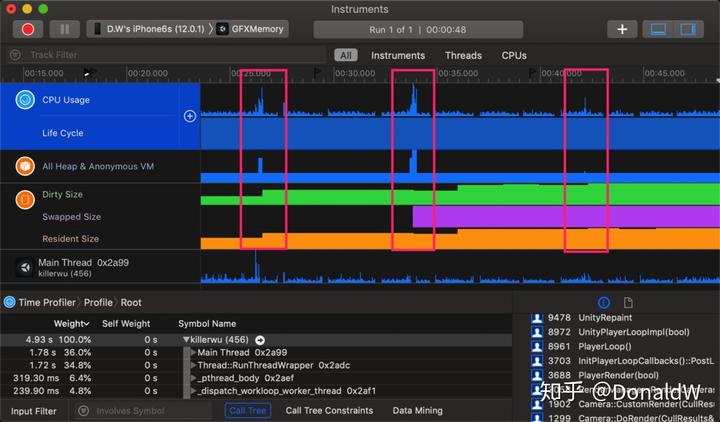 Instruments
D.W's iPhone6s (12.0.1) GFXMemory
Run 1 of 1 | 00:00:48
Track Filter
All Instruments Threads CPUs
00:15.000 00:20.000 00:25.000 00:30.000 00:35.000 00:40.000 00:45.000
CPU Usage
Life Cycle
All Heap & Anonymous VM
Dirty Size
Swapped Size
Resident Size
Main Thread 0x2a99
killerwu (456)
Time Profiler Profile Root
Weight Self Weight Symbol Name
4.93 s 100.0% 0 s killerwu (456)
1.78 s 36.0% 0 s Main Thread 0x2a99
1.72 s 34.8% 0 s Thread::RunThreadWrapper 0x2adc
319.30 ms 6.4% 0 s _pthread_body 0x2aef
239.90 ms 4.8% 0 s _dispatch_workloop_worker_thread 0x2af1
9478 UnityRepaint
8972 UnityPlayerLoopImpl(bool)
8961 PlayerLoop()
3703 InitPlayerLoopCallbacks()::PostL
3688 PlayerRender(bool)
1902 Camera::CustomRender(CullRes
1299 Camera::DoRender(CullResults&
知乎 @DonaldW
Input Filter Involves Symbol Call Tree Call Tree Constraints Data Mining